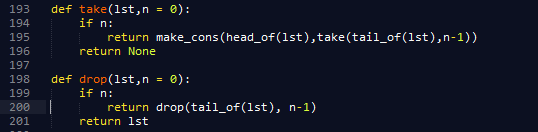 193 def take(lst,n = 0):
194     if n:
195         return make_cons(head_of(lst),take(tail_of(lst),n-1))
196     return None
197
198 def drop(lst,n = 0):
199     if n:
200         return drop(tail_of(lst), n-1)
201     return lst